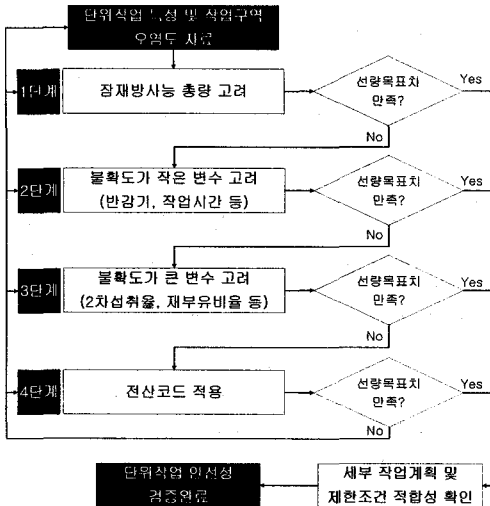 단위작업 특성 및 작업구역
오염도 자료
1단계
잠재방사능 총량 고려
선량목표치
만족?
Yes
No
2단계
불확도가 작은 변수 고려
(반감기, 작업시간 등)
선량목표치
만족?
Yes
No
3단계
불확도가 큰 변수 고려
(2차섭취율, 재부유비율 등)
선량목표치
만족?
Yes
No
4단계
전산코드 적용
선량목표치
만족?
Yes
No
단위작업 안전성
검증완료
세부 작업계획 및
제한조건 적합성 확인